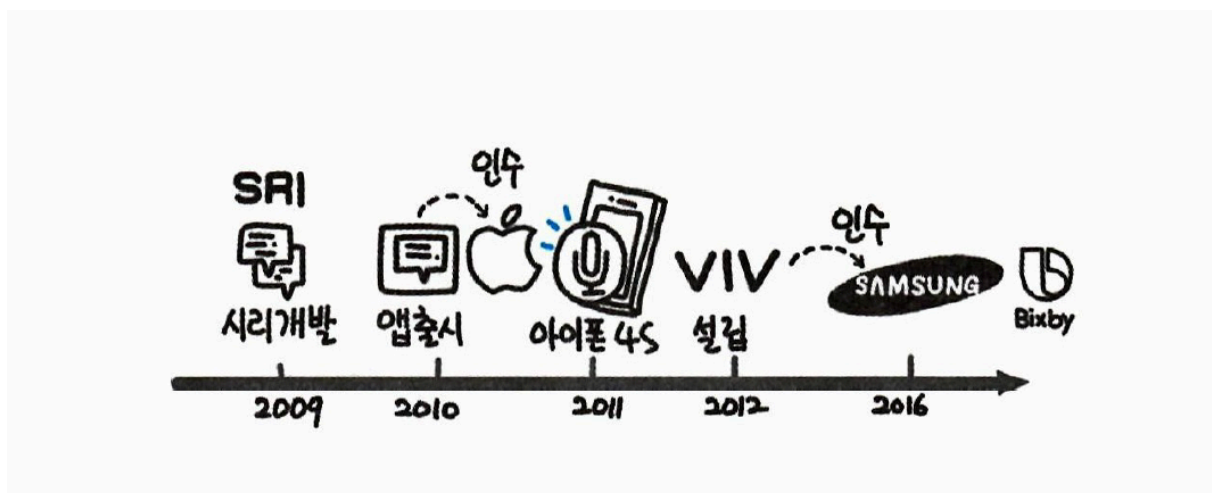 SRI
시리개발
앱출시
인수
아이폰 4S
VIV
설립
인수
SAMSUNG
Bixby
2009
2010
2011
2012
2016